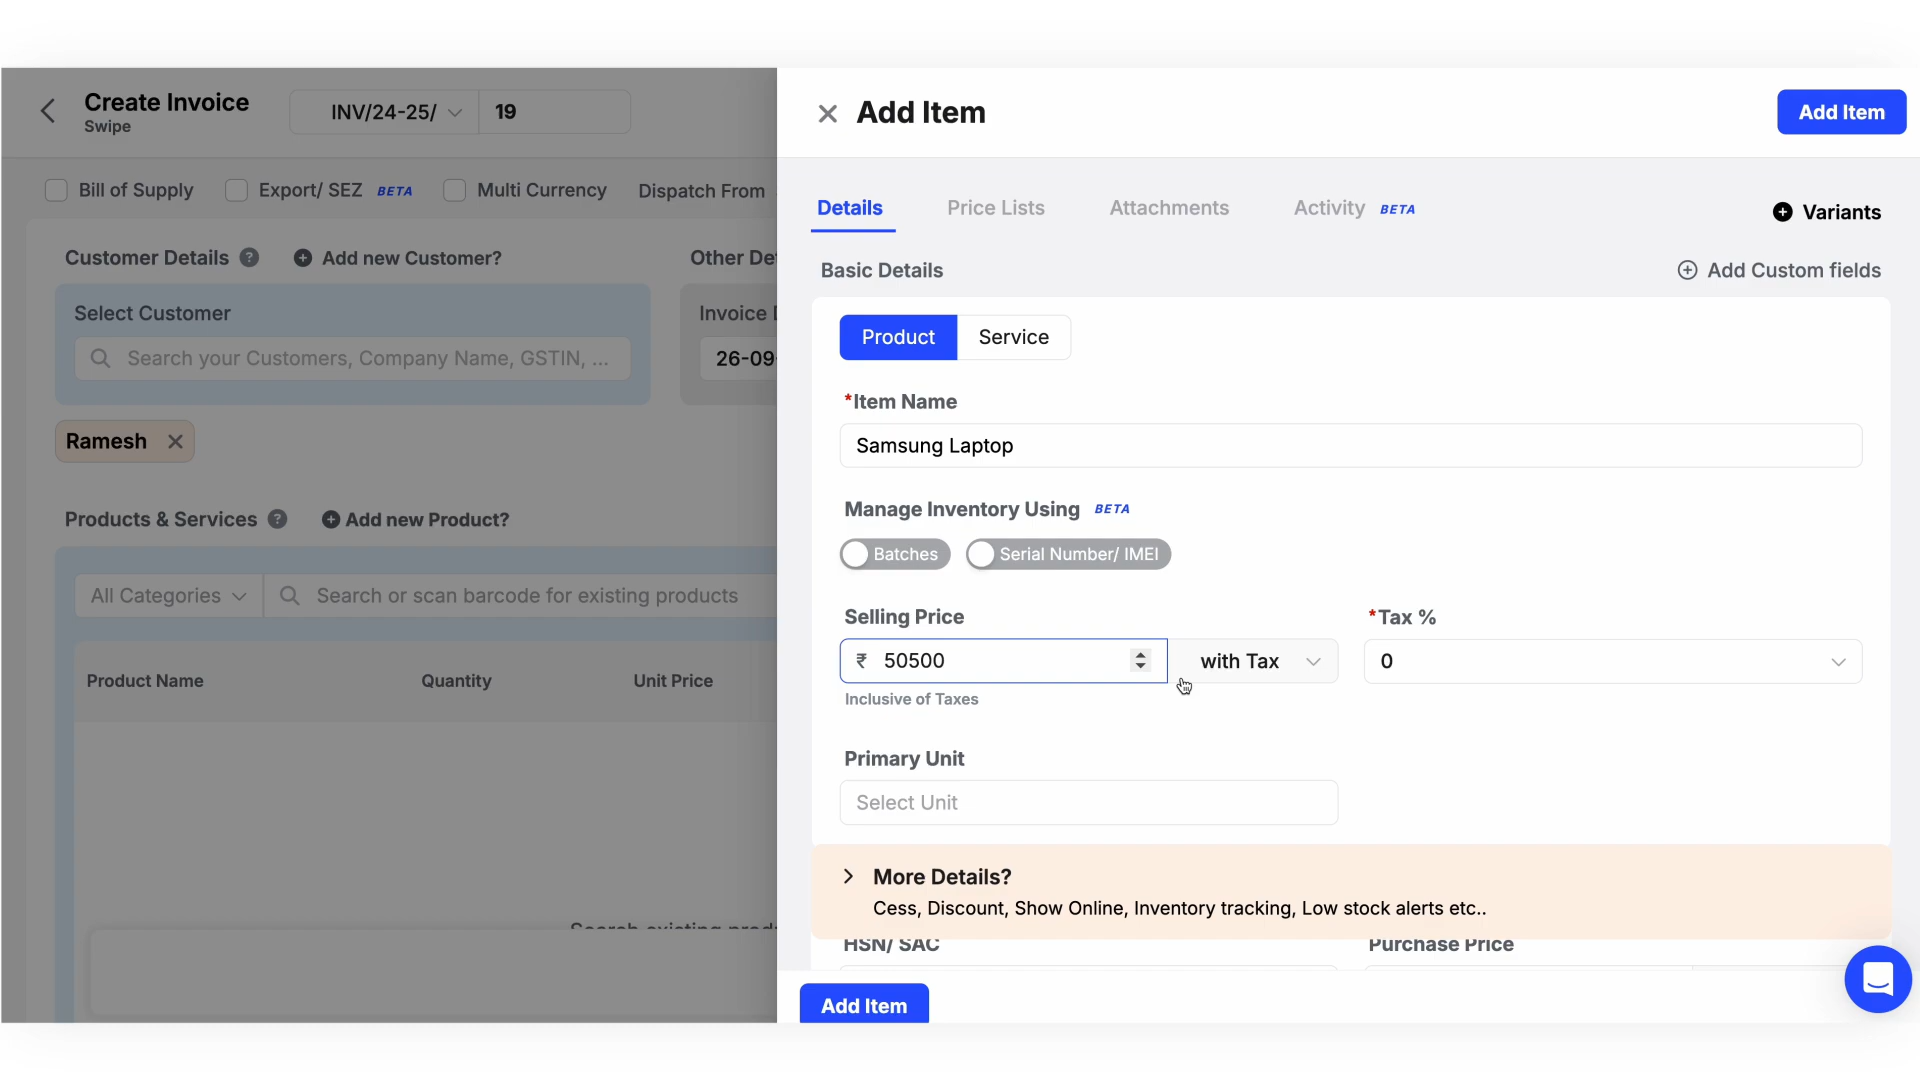 Create Invoice
Swipe
INV/24-25/
19
Bill of Supply
Export/ SEZ BETA
Multi Currency
Dispatch From
Customer Details ?
Add new Customer?
Other De
Select Customer
Invoice
Search your Customers, Company Name, GSTIN, ...
26-09-
Ramesh
Products & Services ?
Add new Product?
All Categories
Search or scan barcode for existing products
Product Name
Quantity
Unit Price
Search existing
Add Item
Add Item
Details
Price Lists
Attachments
Activity BETA
Variants
Basic Details
Add Custom fields
Product
Service
*Item Name
Samsung Laptop
Manage Inventory Using BETA
Batches
Serial Number/ IMEI
Selling Price
*Tax %
₹ 50500
with Tax
0
Inclusive of Taxes
Primary Unit
Select Unit
More Details?
Cess, Discount, Show Online, Inventory tracking, Low stock alerts etc..
HSN/ SAC
Purchase Price
Add Item